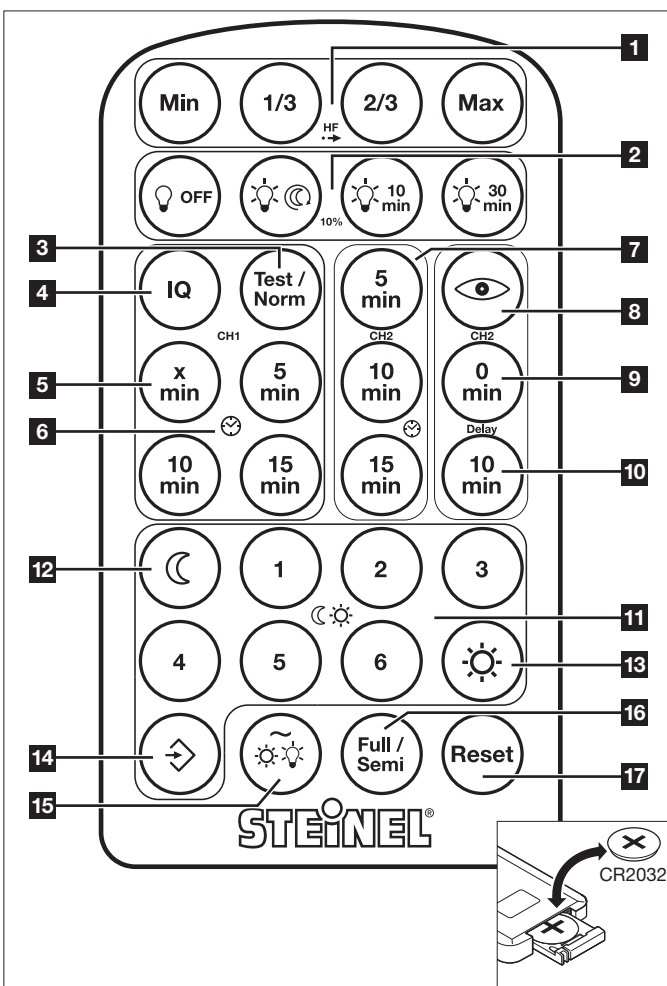 1
Min 1/3 2/3 Max
HF
2
OFF 10 min 30 min
10%
3
7
4
IQ Test / Norm 5 min
8
CH1 CH2 CH2
5
x min 5 min 10 min 0 min
9
6
Delay
10 min 15 min 15 min 10 min
10
12
1 2 3
11
4 5 6
13
16
14
Full / Semi Reset
15
17
STEINEL®
CR2032